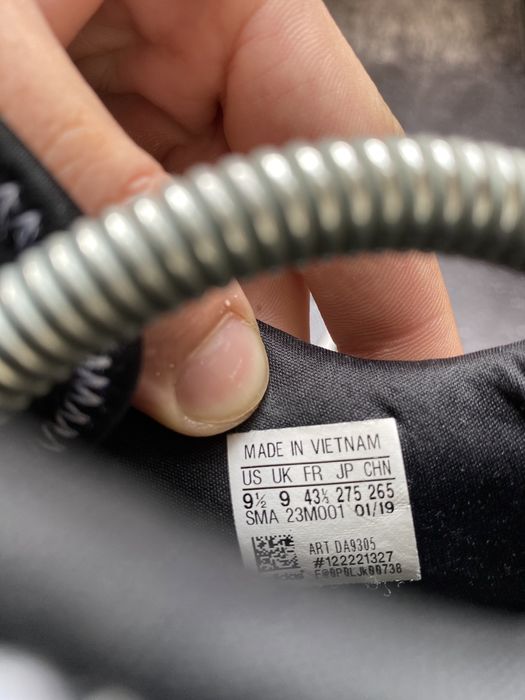 MADE IN VIETNAM
US UK FR JP CHN
9½ 9 43⅓ 275 265
SMA 23M001 01/19
ART DA9305
#122221327